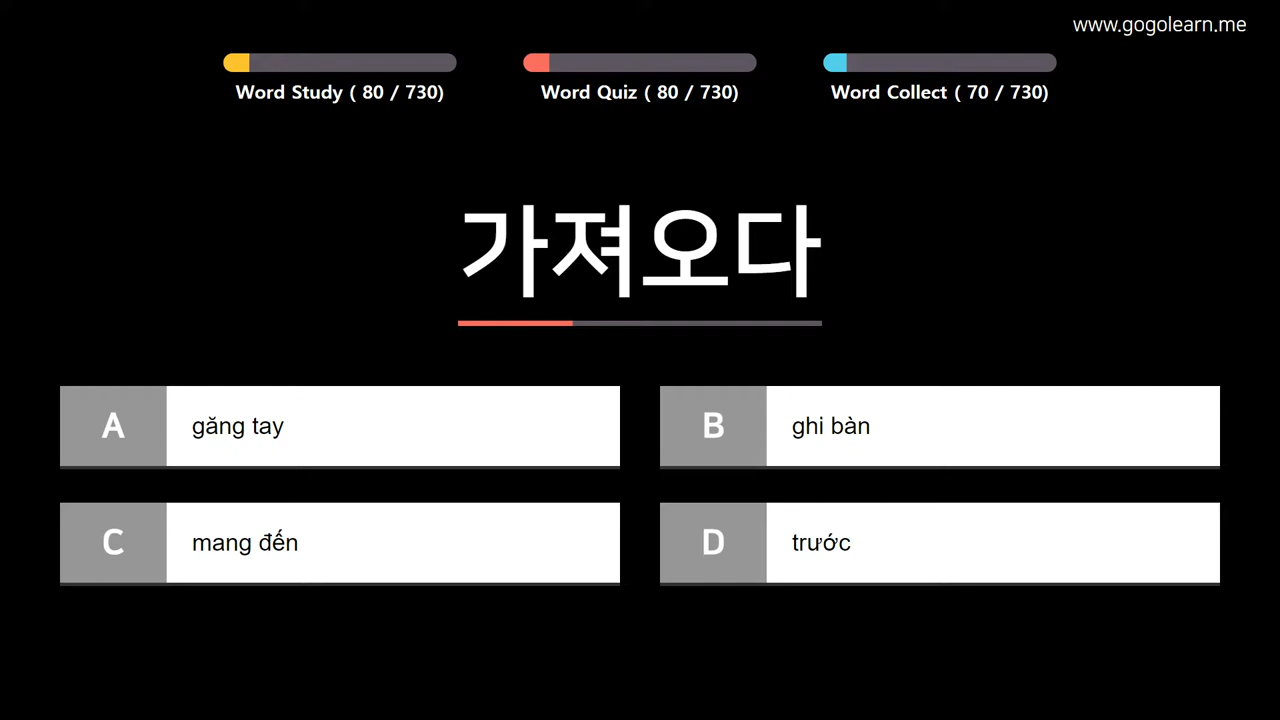 www.gogolearn.me
Word Study ( 80 / 730)
Word Quiz ( 80 / 730)
Word Collect ( 70 / 730)
가져오다
A găng tay
B ghi bàn
C mang đến
D trước